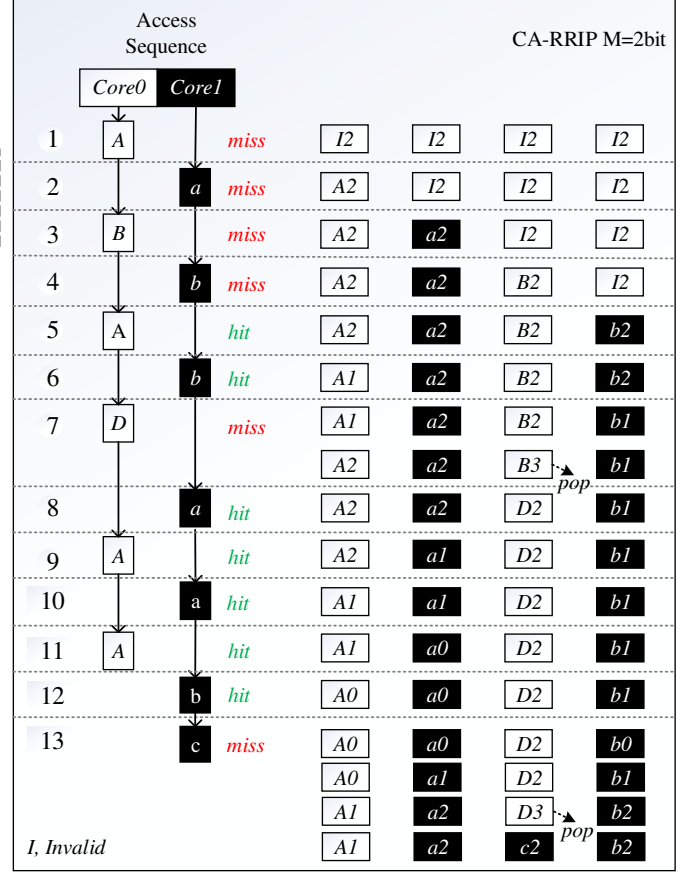 Access
Sequence
CA-RRIP M=2bit
Core0 Core1
1 A miss I2 I2 I2 I2
2 a miss A2 I2 I2 I2
3 B miss A2 a2 I2 I2
4 b miss A2 a2 B2 I2
5 A hit A2 a2 B2 b2
6 b hit A1 a2 B2 b2
7 D miss A1 a2 B2 b1
A2 a2 B3 b1
pop
8 a hit A2 a2 D2 b1
9 A hit A2 a1 D2 b1
10 a hit A1 a1 D2 b1
11 A hit A1 a0 D2 b1
12 b hit A0 a0 D2 b1
13 c miss A0 a0 D2 b0
A0 a1 D2 b1
A1 a2 D3 b2
pop
I, Invalid A1 a2 c2 b2